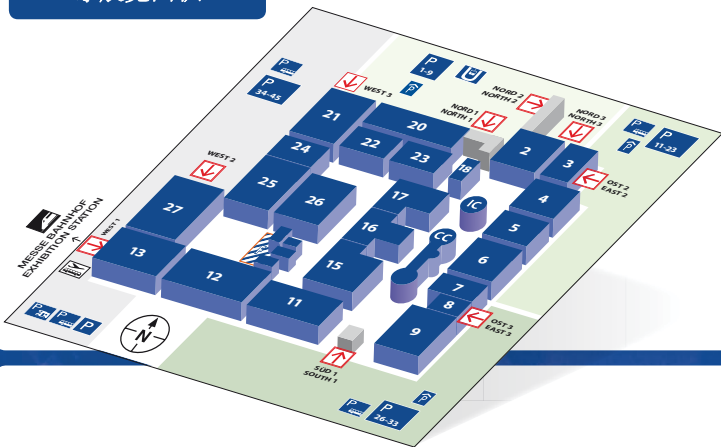 P
34-45
P
1-9
WEST 3
NORD 1
NORTH 1
NORD 2
NORTH 2
NORD 3
NORTH 3
P
P
P
11-23
P
21
20
22
23
24
18
2
3
OST 2
EAST 2
WEST 2
25
26
17
IC
4
27
16
CC
5
MESSE BAHNHOF
EXHIBITION STATION
WEST 1
13
12
15
6
11
7
8
9
OST 3
EAST 3
P
P
P
N
SÜD 1
SOUTH 1
P
P
26-33
P